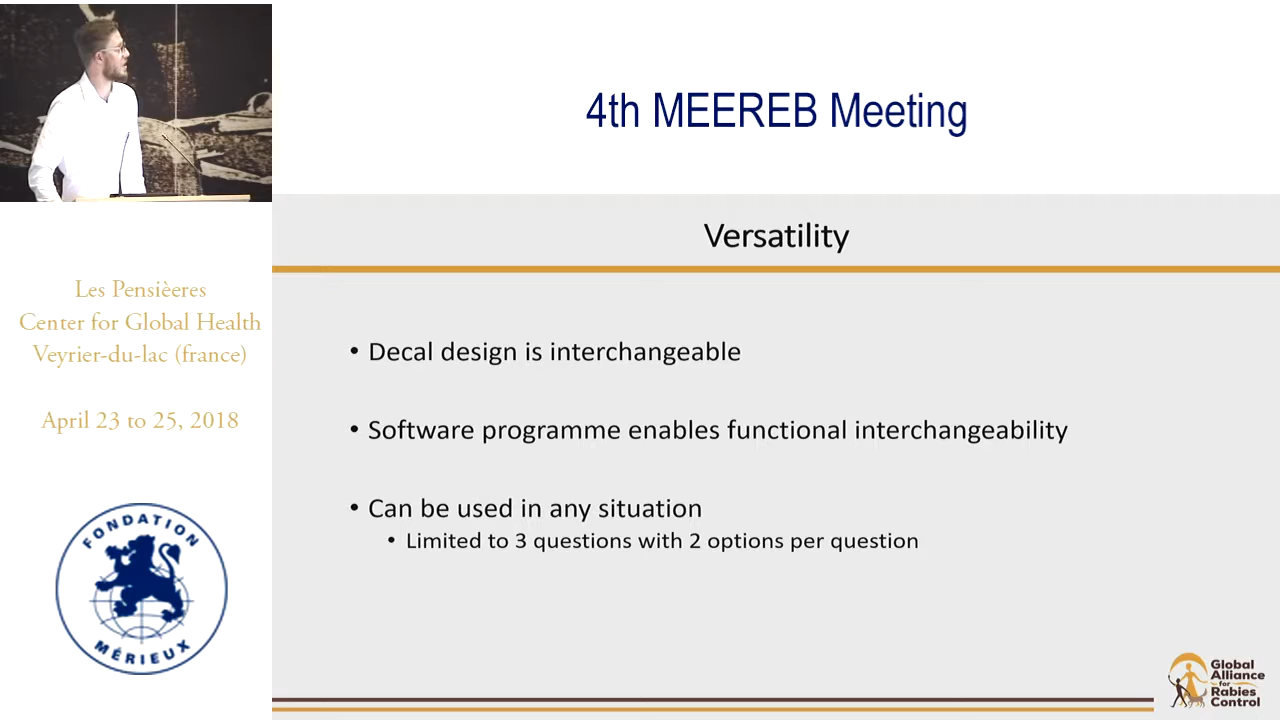 4th MEEREB Meeting
Versatility
Les Pensièeres
Center for Global Health
Veyrier-du-lac (france)
April 23 to 25, 2018
• Decal design is interchangeable
• Software programme enables functional interchangeability
• Can be used in any situation
• Limited to 3 questions with 2 options per question
FONDATION
MÉRIEUX
Global
Alliance
for
Rabies
Control